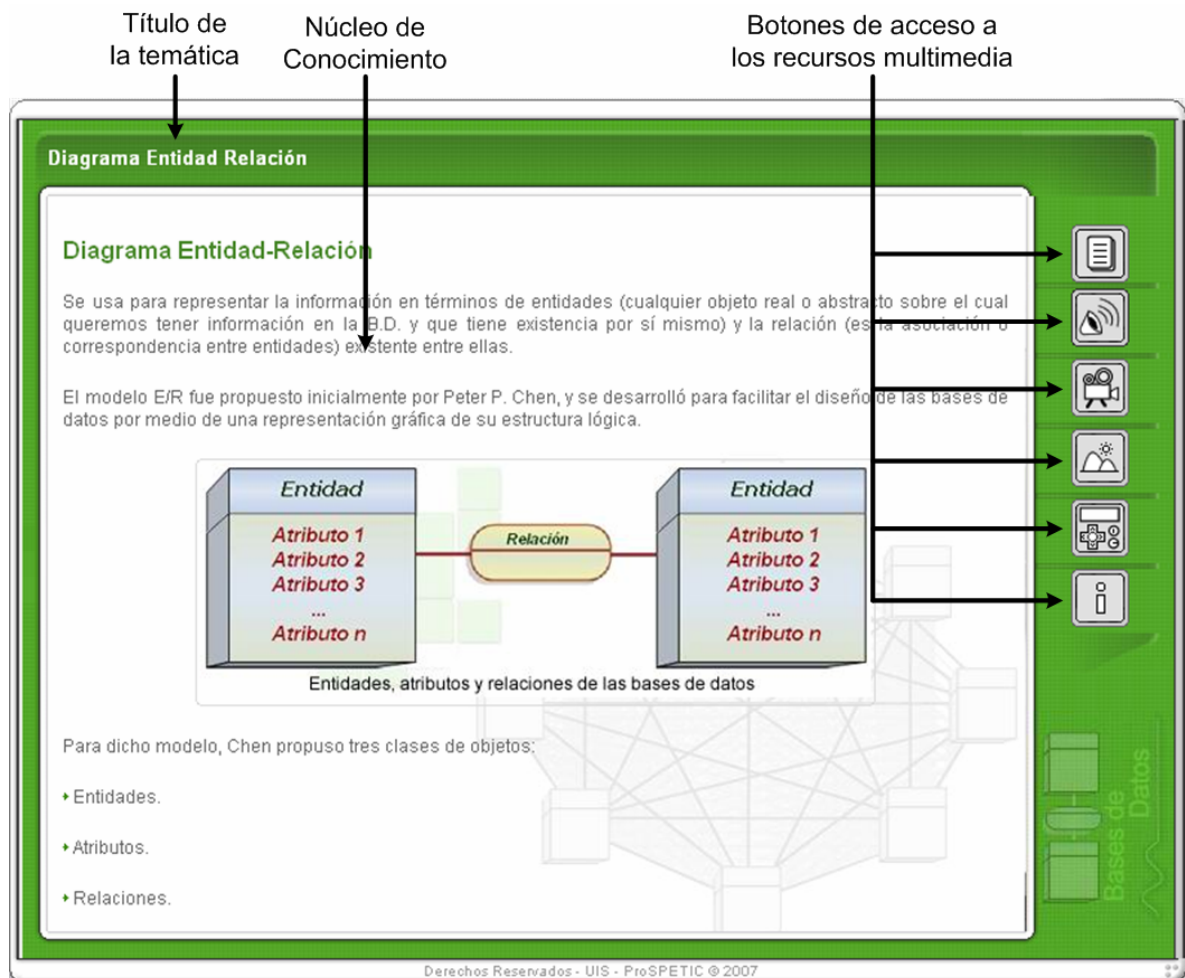 Título de
la temática
Núcleo de
Conocimiento
Botones de acceso a
los recursos multimedia
Diagrama Entidad Relación
Diagrama Entidad-Relación
Se usa para representar la información en términos de entidades (cualquier objeto real o abstracto sobre el cual
queremos tener información en la B.D. y que tiene existencia por sí mismo) y la relación (es la asociación o
correspondencia entre entidades) existente entre ellas.
El modelo E/R fue propuesto inicialmente por Peter P. Chen, y se desarrolló para facilitar el diseño de las bases de
datos por medio de una representación gráfica de su estructura lógica.
Entidad
Atributo 1
Atributo 2
Atributo 3
...
Atributo n
Relación
Entidad
Atributo 1
Atributo 2
Atributo 3
...
Atributo n
Entidades, atributos y relaciones de las bases de datos
Para dicho modelo, Chen propuso tres clases de objetos:
Entidades.
Atributos.
Relaciones.
Bases de
Datos
Derechos Reservados - UIS - ProSPETIC @ 2007